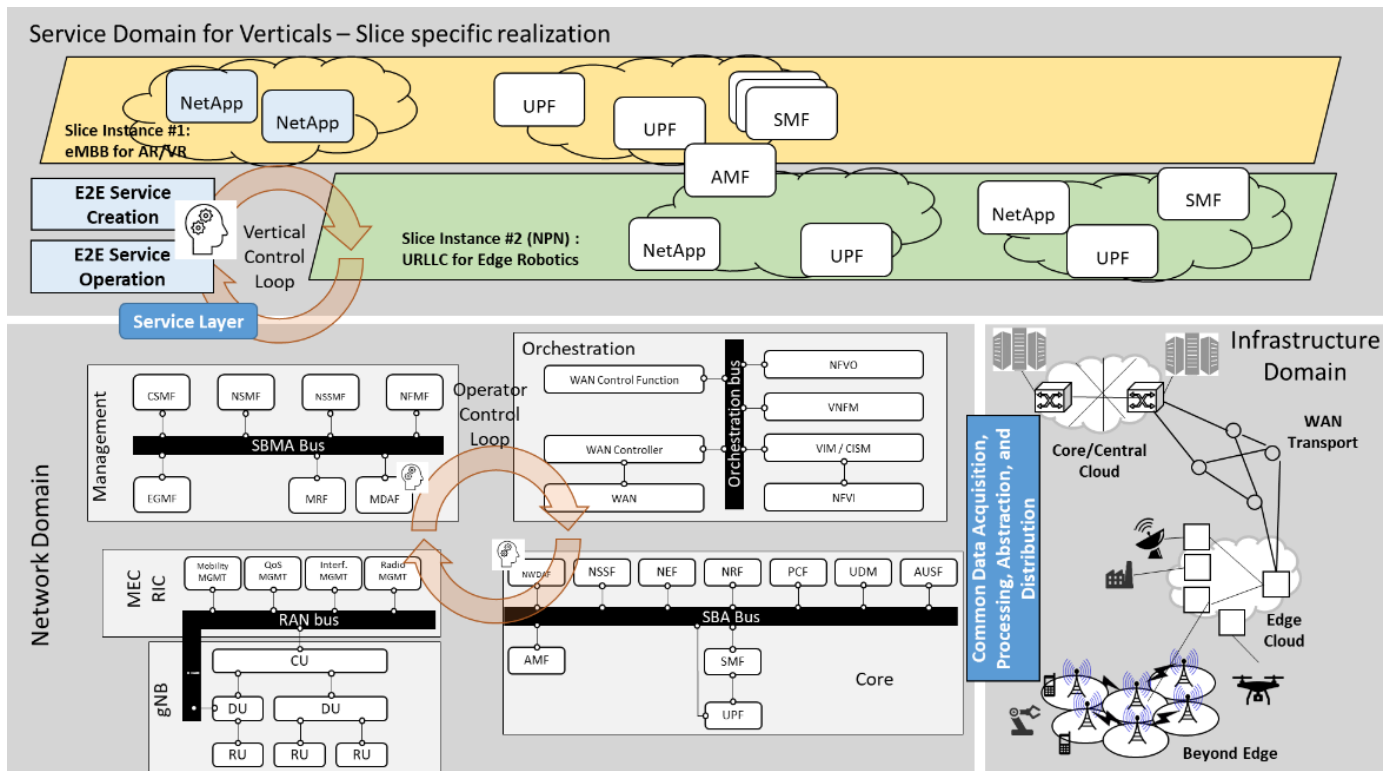 Service Domain for Verticals – Slice specific realization
NetApp
NetApp
UPF
UPF
SMF
Slice Instance #1:
eMBB for AR/VR
AMF
E2E Service
Creation
E2E Service
Operation
Vertical
Control
Loop
Slice Instance #2 (NPN) :
URLLC for Edge Robotics
NetApp
UPF
NetApp
SMF
UPF
Service Layer
Network Domain
Management
CSMF
NSMF
NSSMF
NFMF
SBMA Bus
EGMF
MRF
MDAF
Operator
Control
Loop
Orchestration
WAN Control Function
WAN Controller
WAN
Orchestration bus
NFVO
VNFM
VIM / CISM
NFVI
MEC
RIC
Mobility
MGMT
QoS
MGMT
Interf.
MGMT
Radio
MGMT
RAN bus
gNB
CU
DU
DU
RU
RU
RU
NWDAF
NSSF
NEF
NRF
PCF
UDM
AUSF
SBA Bus
AMF
SMF
UPF
Core
Common Data Acquisition,
Processing, Abstraction, and
Distribution
Infrastructure
Domain
Core/Central
Cloud
WAN
Transport
Edge
Cloud
Beyond Edge